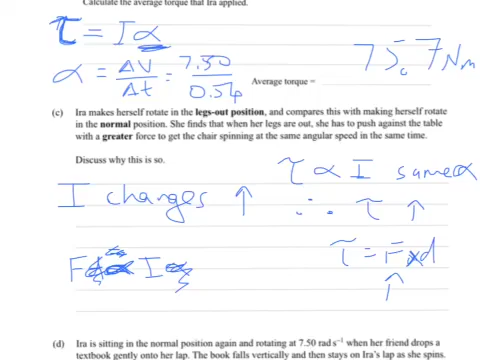 Calculate the average torque that Ira applied.
τ = Iα
α = ΔV/Δt = 7.50/0.54
75.7 Nm
Average torque =
(c) Ira makes herself rotate in the legs-out position, and compares this with making herself rotate
in the normal position. She finds that when her legs are out, she has to push against the table
with a greater force to get the chair spinning at the same angular speed in the same time.
Discuss why this is so.
τ ∝ I same α
I changes ↑
∴ τ ↑
τ = Fxd
↑
(d) Ira is sitting in the normal position again and rotating at 7.50 rad s⁻¹ when her friend drops a
textbook gently onto her lap. The book falls vertically and then stays on Ira's lap as she spins.